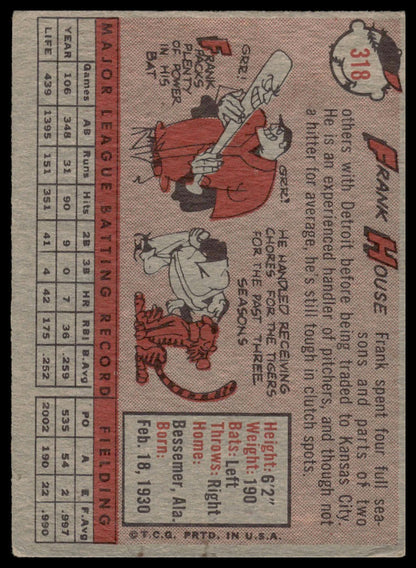 318
FRANK HOUSE
Frank spent four full sea-
sons and parts of two
others with Detroit before being traded to Kansas City.
He is an experienced handler of pitchers, and though not
a hitter for average, he's still tough in clutch spots.
GRR!
FRANK
PACKS
PLENTY
OF POWER
IN HIS
BAT
GRR!
HE HANDLED RECEIVING
CHORES FOR THE TIGERS
FOR THE PAST THREE
SEASONS
Height: 6'2"
Weight: 190
Bats: Left
Throws: Right
Home:
Bessemer, Ala.
Born:
Feb. 18, 1930
MAJOR LEAGUE BATTING RECORD FIELDING
Games AB Runs Hits 2B 3B HR RBI B.Avg PO A E F.Avg
YEAR 106 348 31 90 9 0 7 36 .259 535 54 2 .997
LIFE 439 1395 151 351 41 4 42 175 .252 2002 190 22 .990
© T.C.G. PRTD. IN U.S.A.